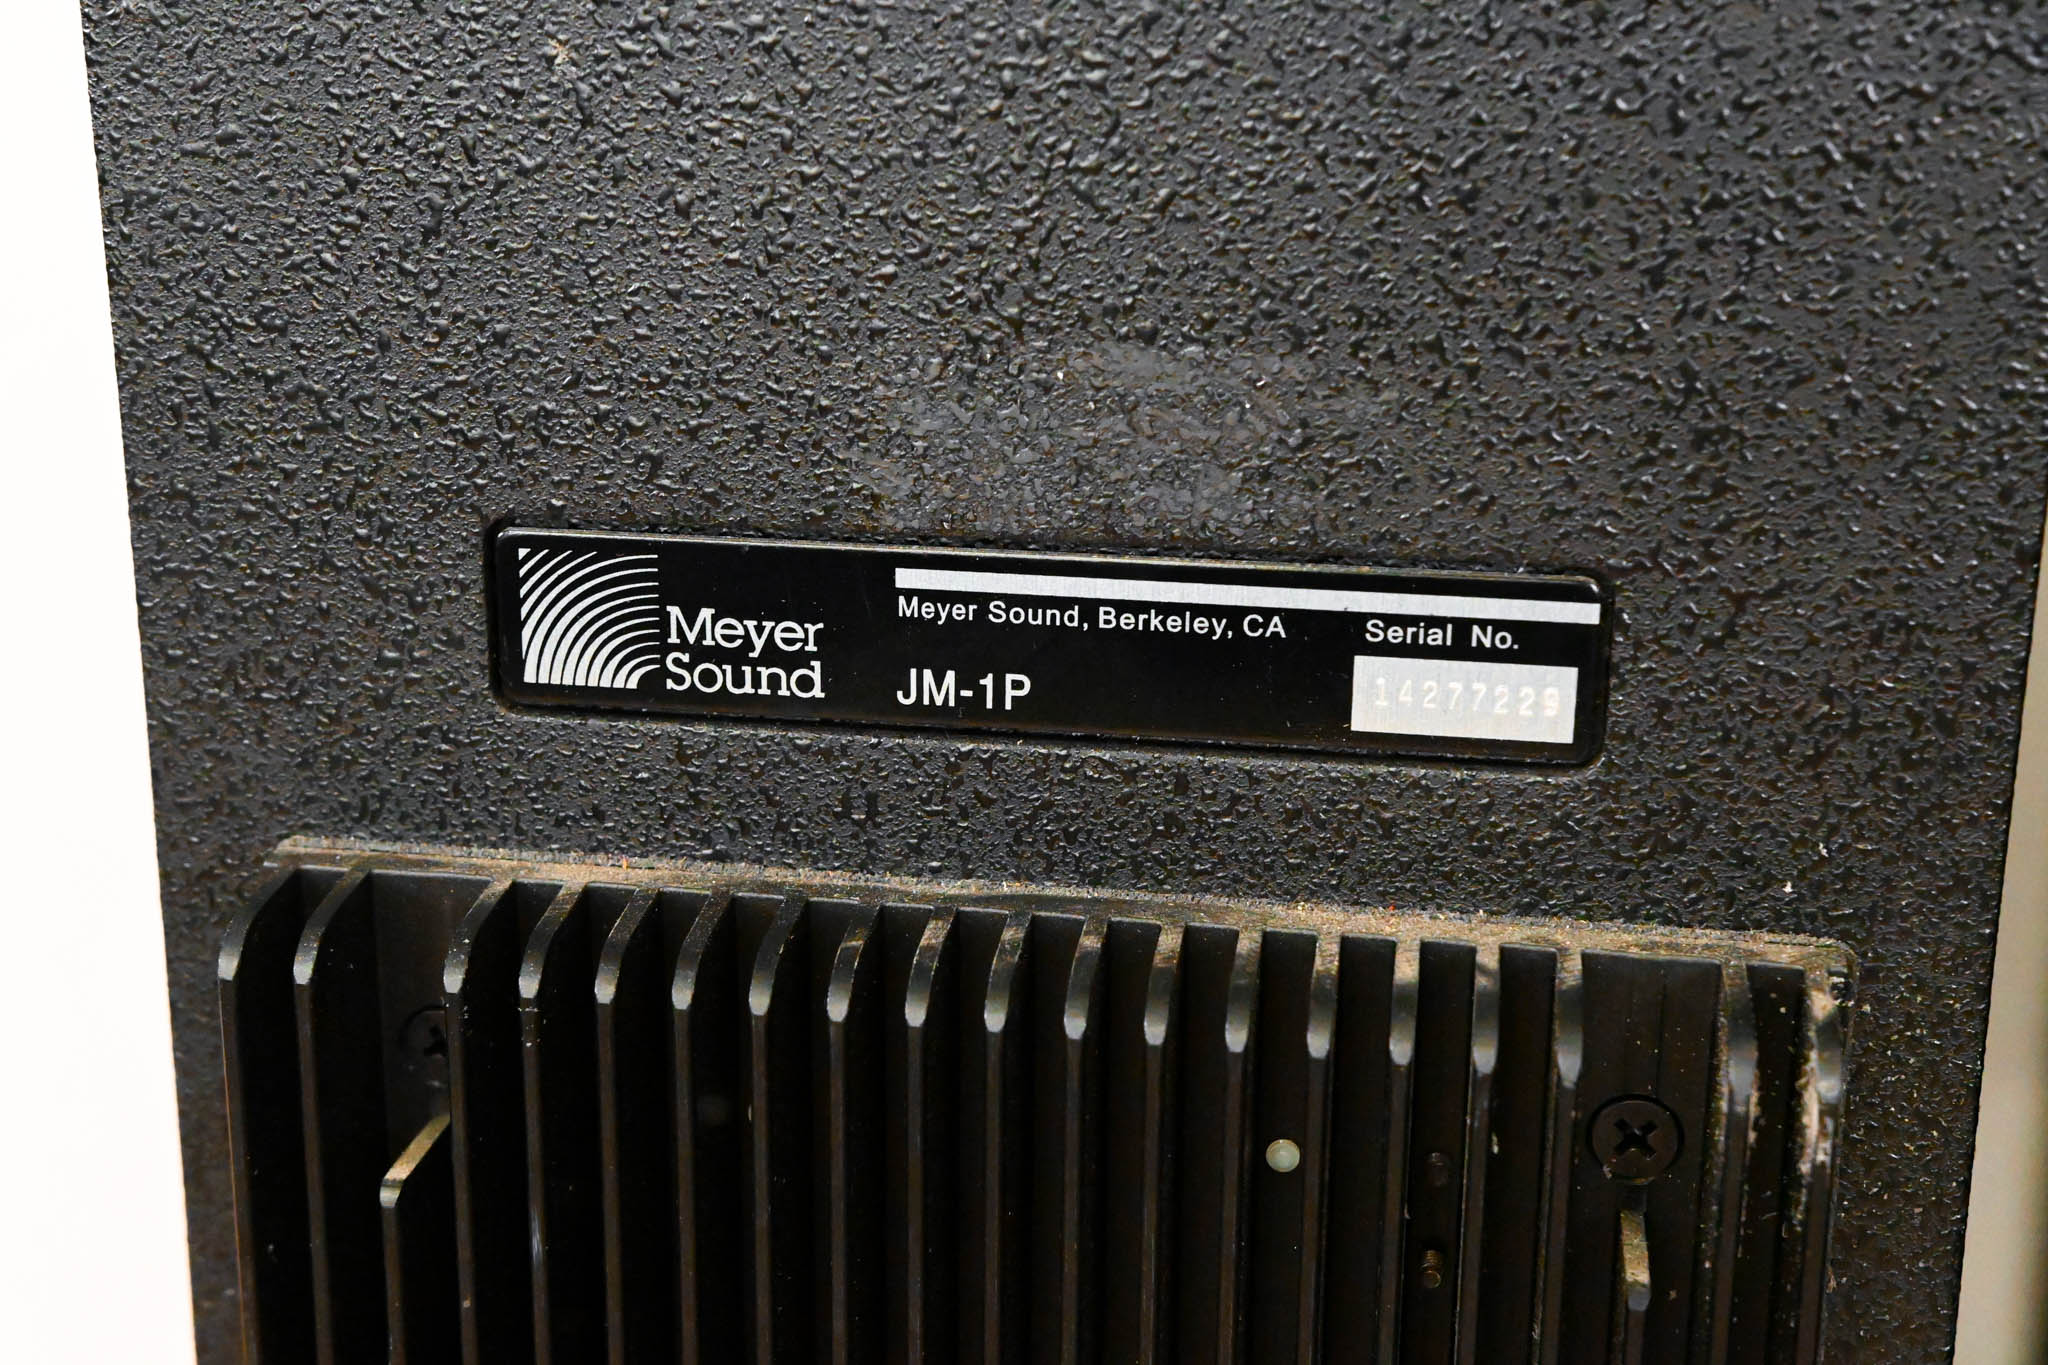 Meyer
Sound
Meyer Sound, Berkeley, CA
JM-1P
Serial No.
14277229